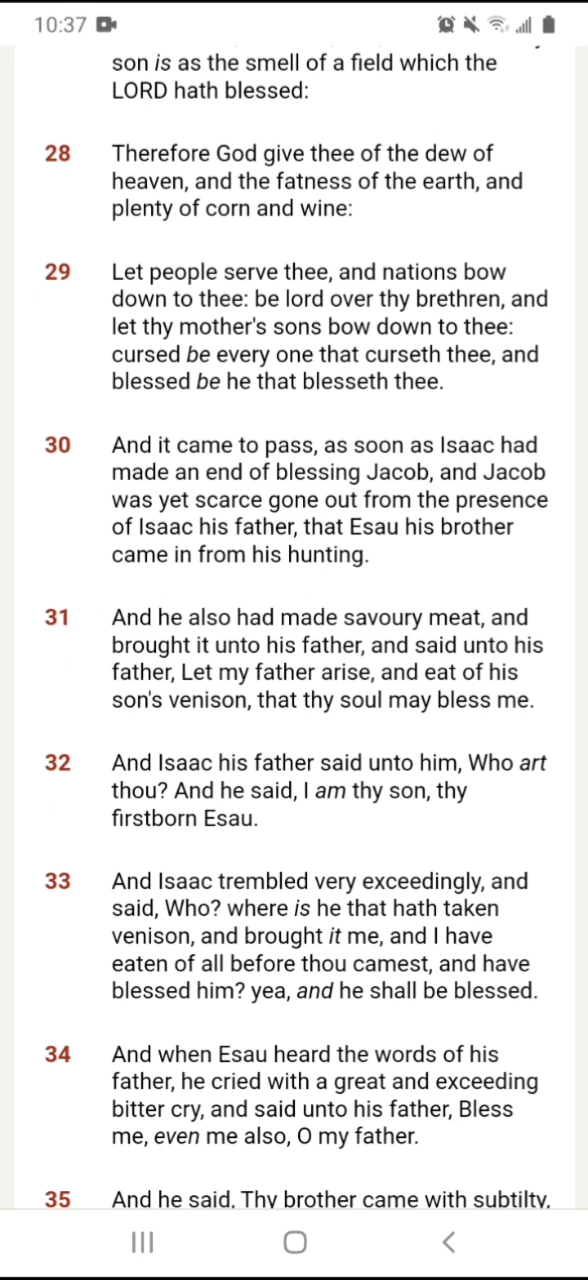 10:37
son is as the smell of a field which the
LORD hath blessed:
28 Therefore God give thee of the dew of
heaven, and the fatness of the earth, and
plenty of corn and wine:
29 Let people serve thee, and nations bow
down to thee: be lord over thy brethren, and
let thy mother's sons bow down to thee:
cursed be every one that curseth thee, and
blessed be he that blesseth thee.
30 And it came to pass, as soon as Isaac had
made an end of blessing Jacob, and Jacob
was yet scarce gone out from the presence
of Isaac his father, that Esau his brother
came in from his hunting.
31 And he also had made savoury meat, and
brought it unto his father, and said unto his
father, Let my father arise, and eat of his
son's venison, that thy soul may bless me.
32 And Isaac his father said unto him, Who art
thou? And he said, I am thy son, thy
firstborn Esau.
33 And Isaac trembled very exceedingly, and
said, Who? where is he that hath taken
venison, and brought it me, and I have
eaten of all before thou camest, and have
blessed him? yea, and he shall be blessed.
34 And when Esau heard the words of his
father, he cried with a great and exceeding
bitter cry, and said unto his father, Bless
me, even me also, O my father.
35 And he said, Thy brother came with subtilty,